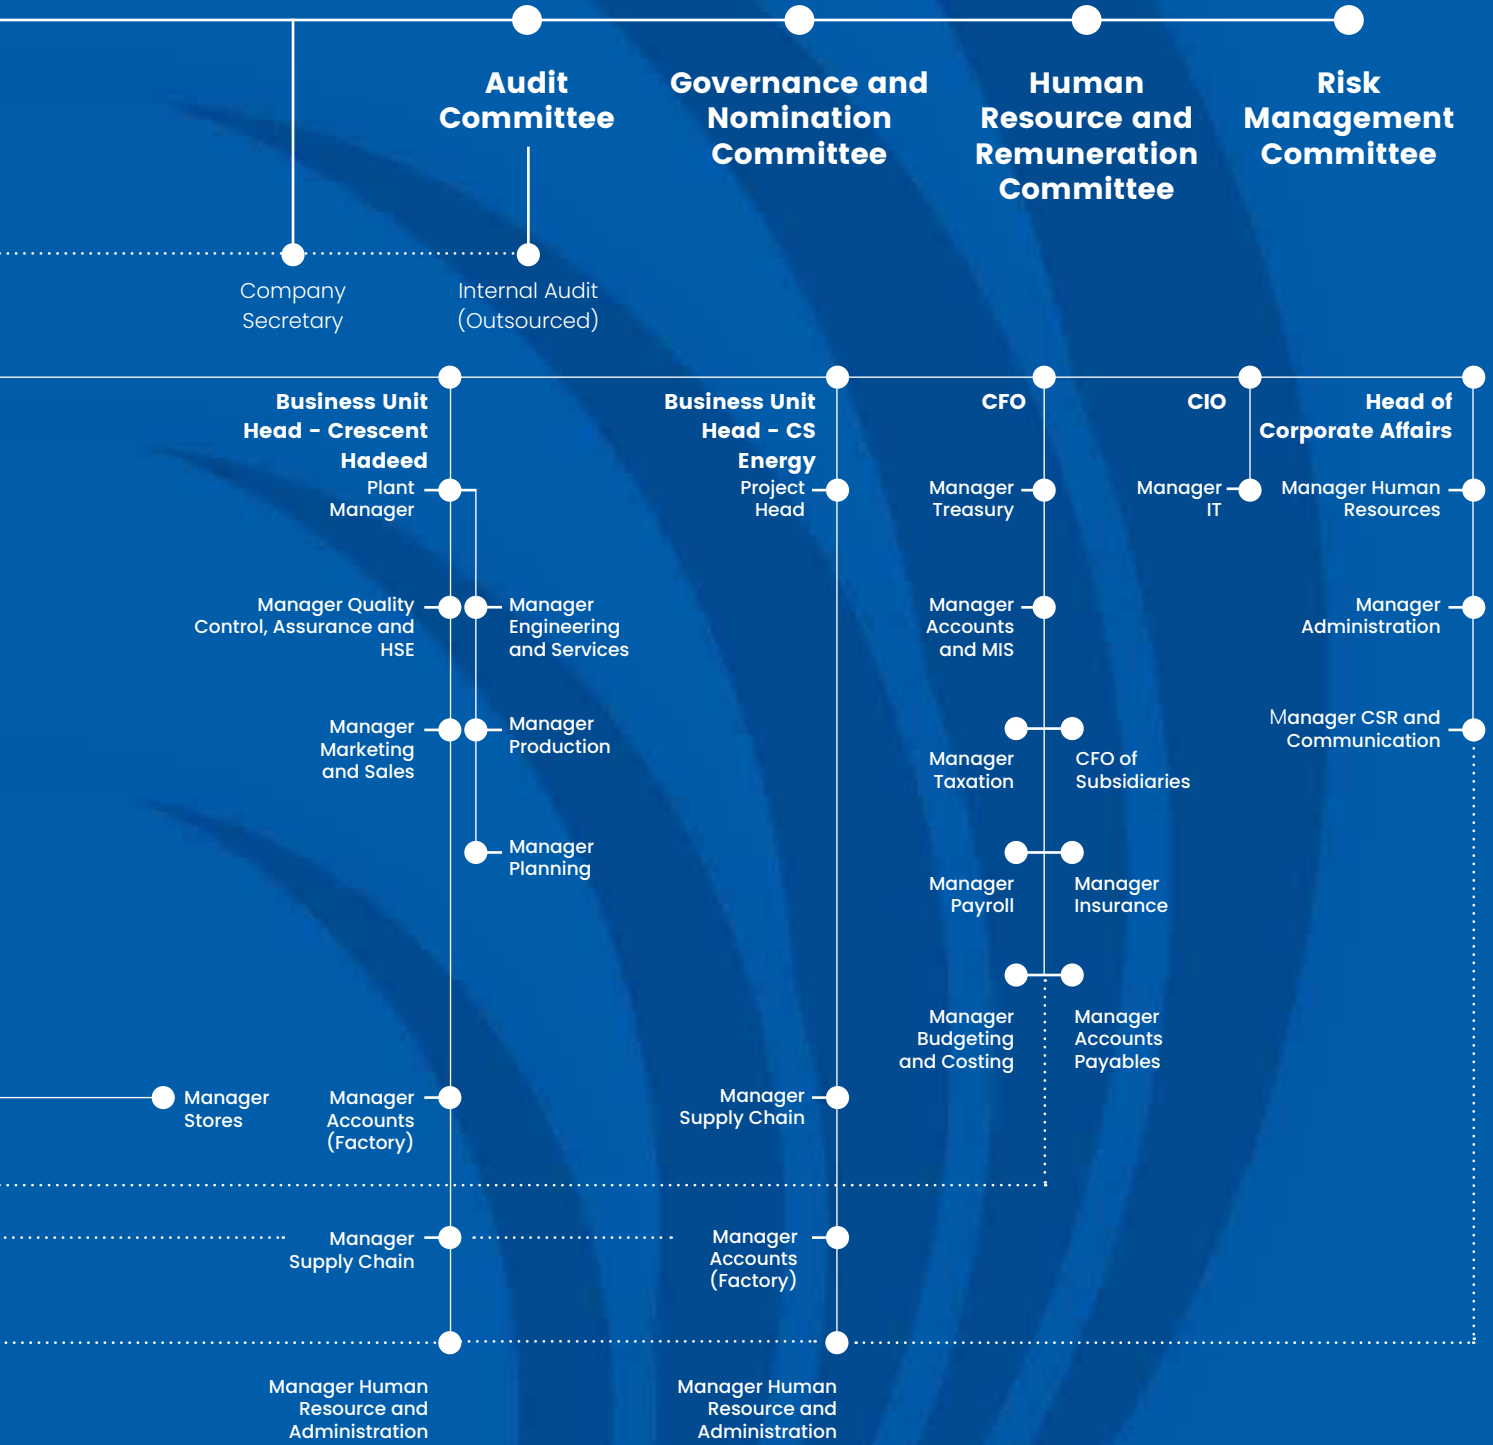 Audit
Committee
Governance and
Nomination
Committee
Human
Resource and
Remuneration
Committee
Risk
Management
Committee
Company
Secretary
Internal Audit
(Outsourced)
Business Unit
Head - Crescent
Hadeed
Plant
Manager
Manager Quality
Control, Assurance and
HSE
Manager
Engineering
and Services
Manager
Marketing
and Sales
Manager
Production
Manager
Planning
Manager
Stores
Manager
Accounts
(Factory)
Manager
Supply Chain
Manager Human
Resource and
Administration
Business Unit
Head - CS
Energy
Project
Head
Manager
Supply Chain
Manager
Accounts
(Factory)
Manager Human
Resource and
Administration
CFO
Manager
Treasury
Manager
Accounts
and MIS
Manager
Taxation
CFO of
Subsidiaries
Manager
Payroll
Manager
Insurance
Manager
Budgeting
and Costing
Manager
Accounts
Payables
CIO
Manager
IT
Head of
Corporate Affairs
Manager Human
Resources
Manager
Administration
Manager CSR and
Communication